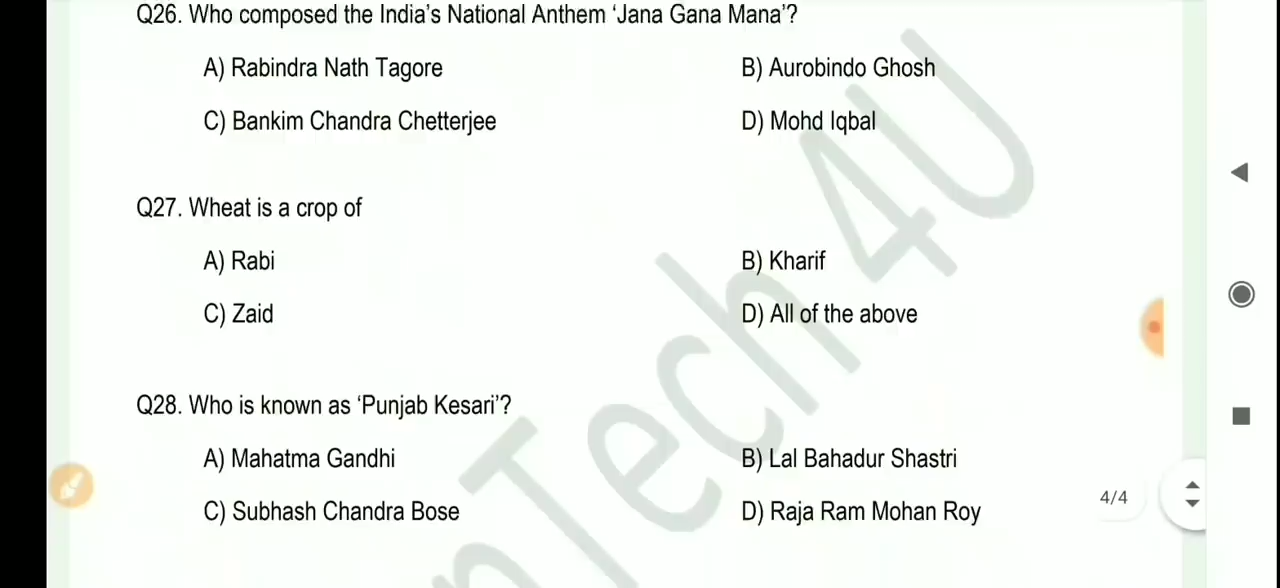 Q26. Who composed the India’s National Anthem ‘Jana Gana Mana’?
A) Rabindra Nath Tagore B) Aurobindo Ghosh
C) Bankim Chandra Chetterjee D) Mohd Iqbal
Q27. Wheat is a crop of
A) Rabi B) Kharif
C) Zaid D) All of the above
Q28. Who is known as ‘Punjab Kesari’?
A) Mahatma Gandhi B) Lal Bahadur Shastri
C) Subhash Chandra Bose D) Raja Ram Mohan Roy
4/4
Tech 4U